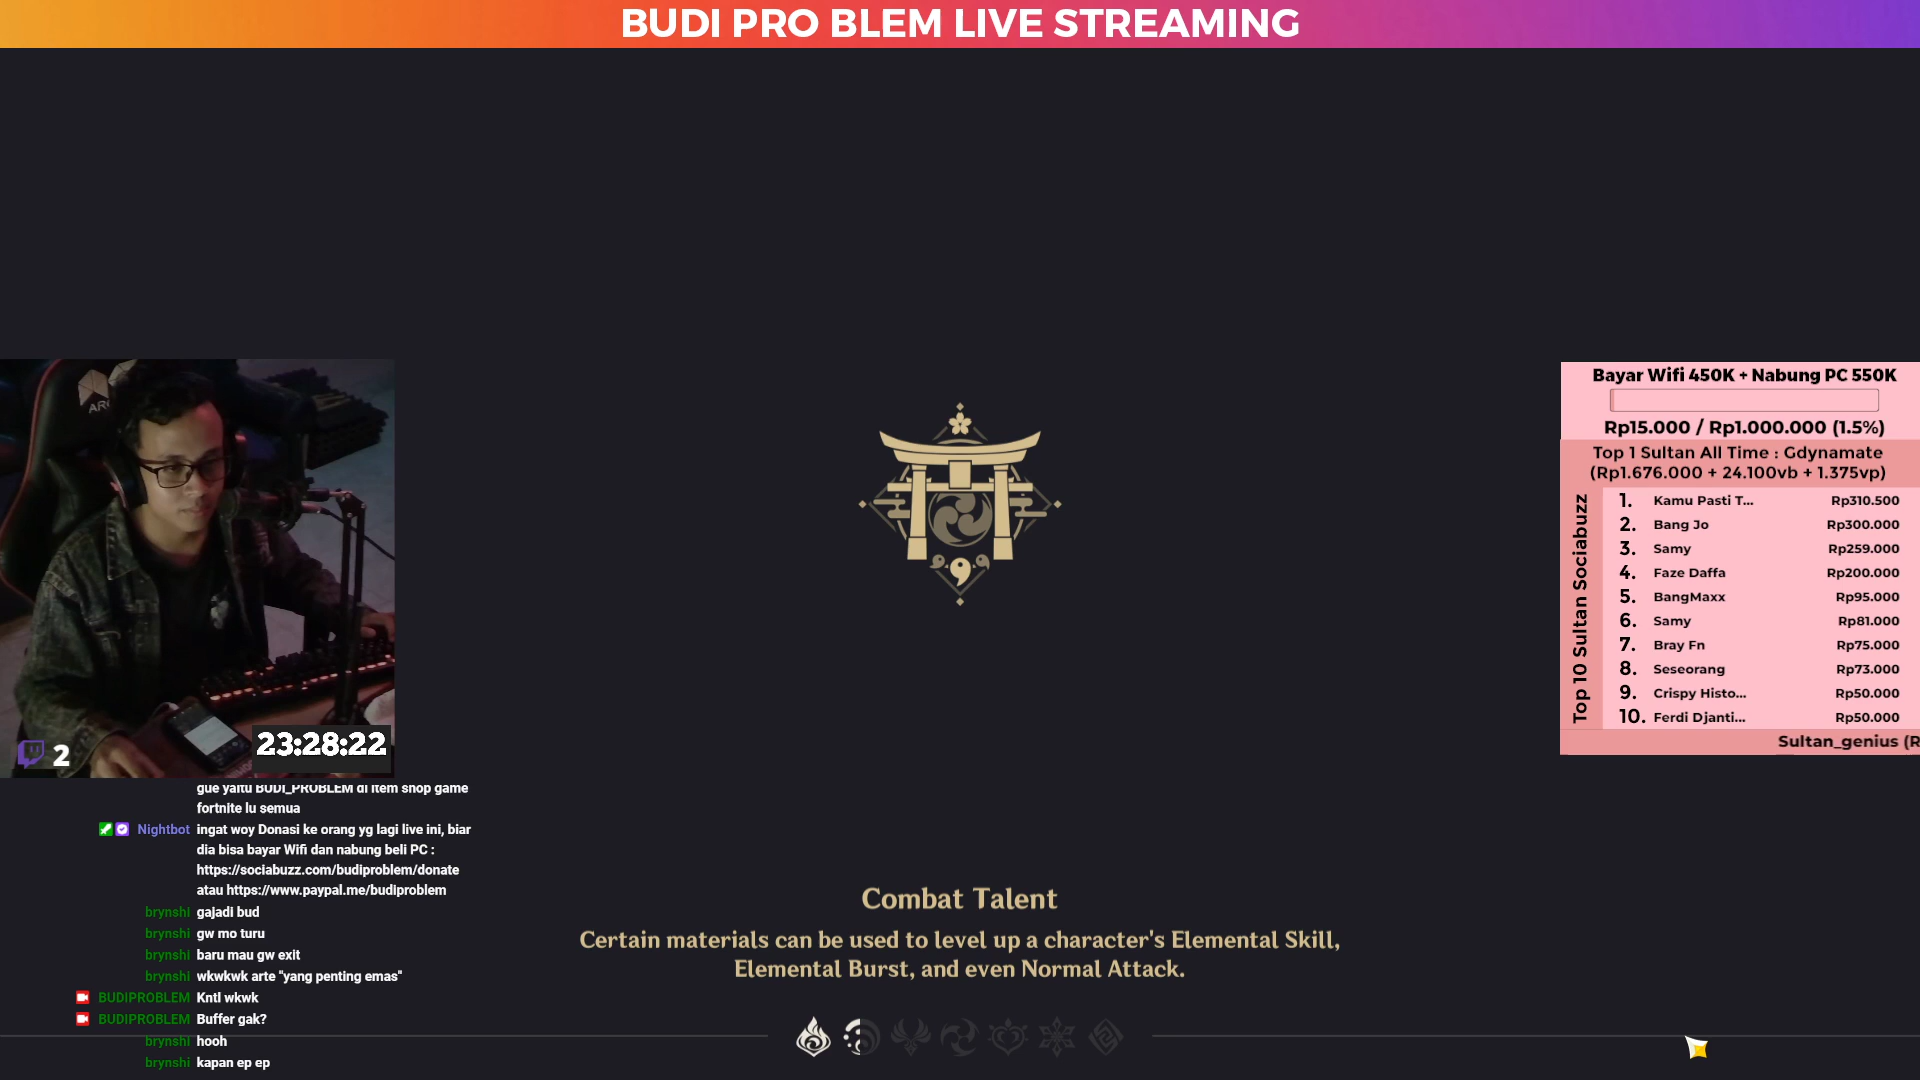 BUDI PRO BLEM LIVE STREAMING
Bayar Wifi 450K + Nabung PC 550K
Rp15.000 / Rp1.000.000 (1.5%)
Top 1 Sultan All Time : Gdynamate
(Rp1.676.000 + 24.100vb + 1.375vp)
Top 10 Sultan Sociabuzz
1. Kamu Pasti T... Rp310.500
2. Bang Jo Rp300.000
3. Samy Rp259.000
4. Faze Daffa Rp200.000
5. BangMaxx Rp95.000
6. Samy Rp81.000
7. Bray Fn Rp75.000
8. Seseorang Rp73.000
9. Crispy Histo... Rp50.000
10. Ferdi Djanti... Rp50.000
Sultan_genius (R
2
23:28:22
gue yaitu BUDI_PROBLEM di item shop game
fortnite lu semua
Nightbot ingat woy Donasi ke orang yg lagi live ini, biar
dia bisa bayar Wifi dan nabung beli PC :
https://sociabuzz.com/budiproblem/donate
atau https://www.paypal.me/budiproblem
brynshi gajadi bud
brynshi gw mo turu
brynshi baru mau gw exit
brynshi wkwkwk arte "yang penting emas"
BUDIPROBLEM Kntl wkwk
BUDIPROBLEM Buffer gak?
brynshi hooh
brynshi kapan ep ep
Combat Talent
Certain materials can be used to level up a character's Elemental Skill,
Elemental Burst, and even Normal Attack.